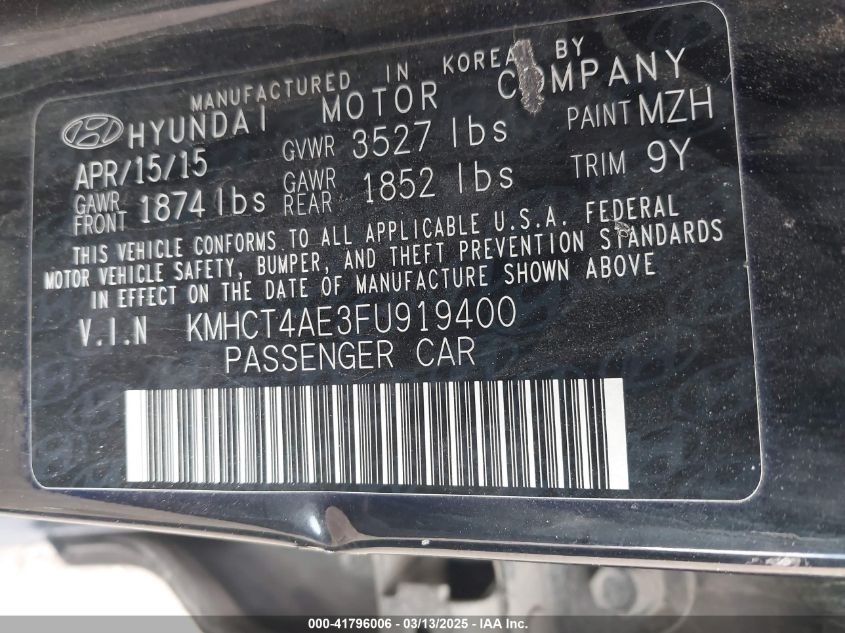 MANUFACTURED IN KOREA BY
HYUNDAI MOTOR COMPANY
APR/15/15 GVWR 3527 lbs PAINT MZH
GAWR FRONT 1874 lbs GAWR REAR 1852 lbs TRIM 9Y
THIS VEHICLE CONFORMS TO ALL APPLICABLE U.S.A. FEDERAL
MOTOR VEHICLE SAFETY, BUMPER, AND THEFT PREVENTION STANDARDS
IN EFFECT ON THE DATE OF MANUFACTURE SHOWN ABOVE
V.I.N KMHCT4AE3FU919400
PASSENGER CAR
000-41796006 - 03/13/2025 - IAA Inc.